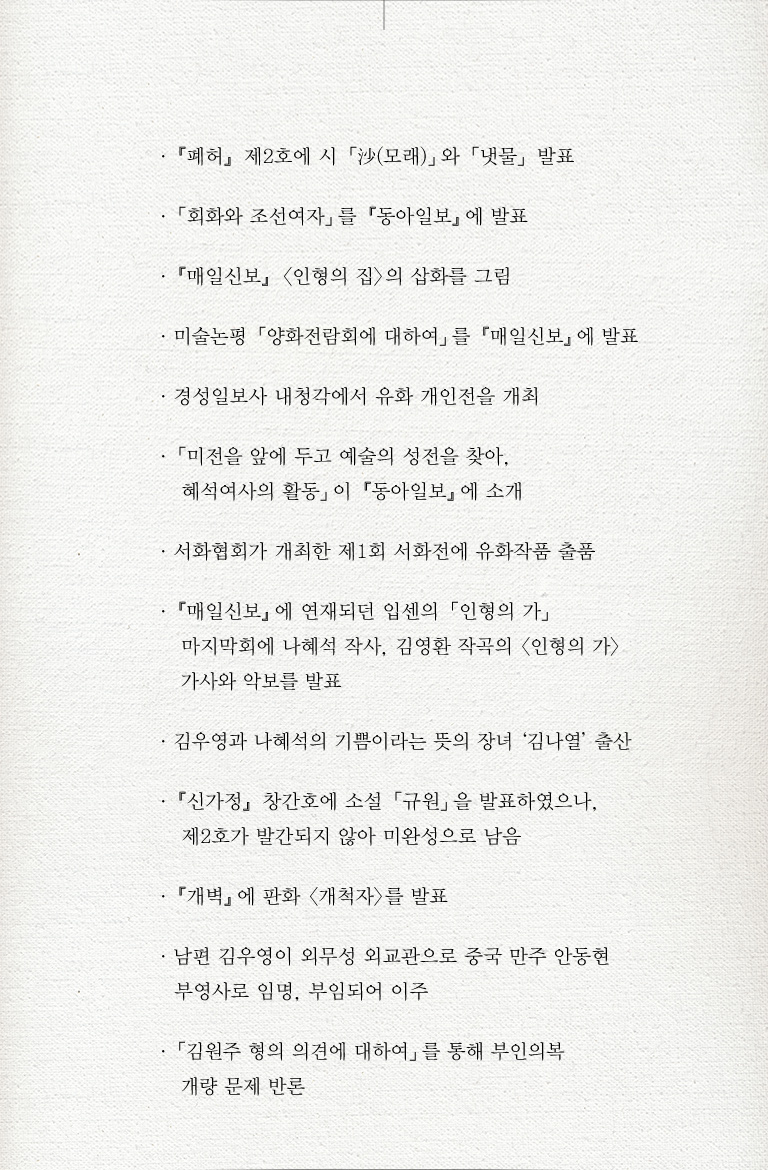 · 『폐허』 제2호에 시 「沙(모래)」와 「냇물」 발표
· 「회화와 조선여자」를 『동아일보』에 발표
· 『매일신보』 〈인형의 집〉의 삽화를 그림
· 미술논평 「양화전람회에 대하여」를 『매일신보』에 발표
· 경성일보사 내청각에서 유화 개인전을 개최
· 「미전을 앞에 두고 예술의 성전을 찾아,
혜석여사의 활동」이 『동아일보』에 소개
· 서화협회가 개최한 제1회 서화전에 유화작품 출품
· 『매일신보』에 연재되던 입센의 「인형의 가」
마지막회에 나혜석 작사, 김영환 작곡의 〈인형의 가〉
가사와 악보를 발표
· 김우영과 나혜석의 기쁨이라는 뜻의 장녀 ‘김나열’ 출산
· 『신가정』 창간호에 소설 「규원」을 발표하였으나,
제2호가 발간되지 않아 미완성으로 남음
· 『개벽』에 판화 〈개척자〉를 발표
· 남편 김우영이 외무성 외교관으로 중국 만주 안동현
부영사로 임명, 부임되어 이주
· 「김원주 형의 의견에 대하여」를 통해 부인의복
개량 문제 반론